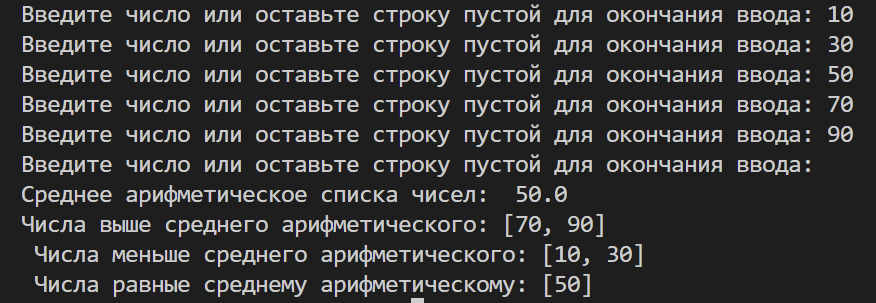 Введите число или оставьте строку пустой для окончания ввода: 10
Введите число или оставьте строку пустой для окончания ввода: 30
Введите число или оставьте строку пустой для окончания ввода: 50
Введите число или оставьте строку пустой для окончания ввода: 70
Введите число или оставьте строку пустой для окончания ввода: 90
Введите число или оставьте строку пустой для окончания ввода:
Среднее арифметическое списка чисел:  50.0
Числа выше среднего арифметического: [70, 90]
 Числа меньше среднего арифметического: [10, 30]
 Числа равные среднему арифметическому: [50]